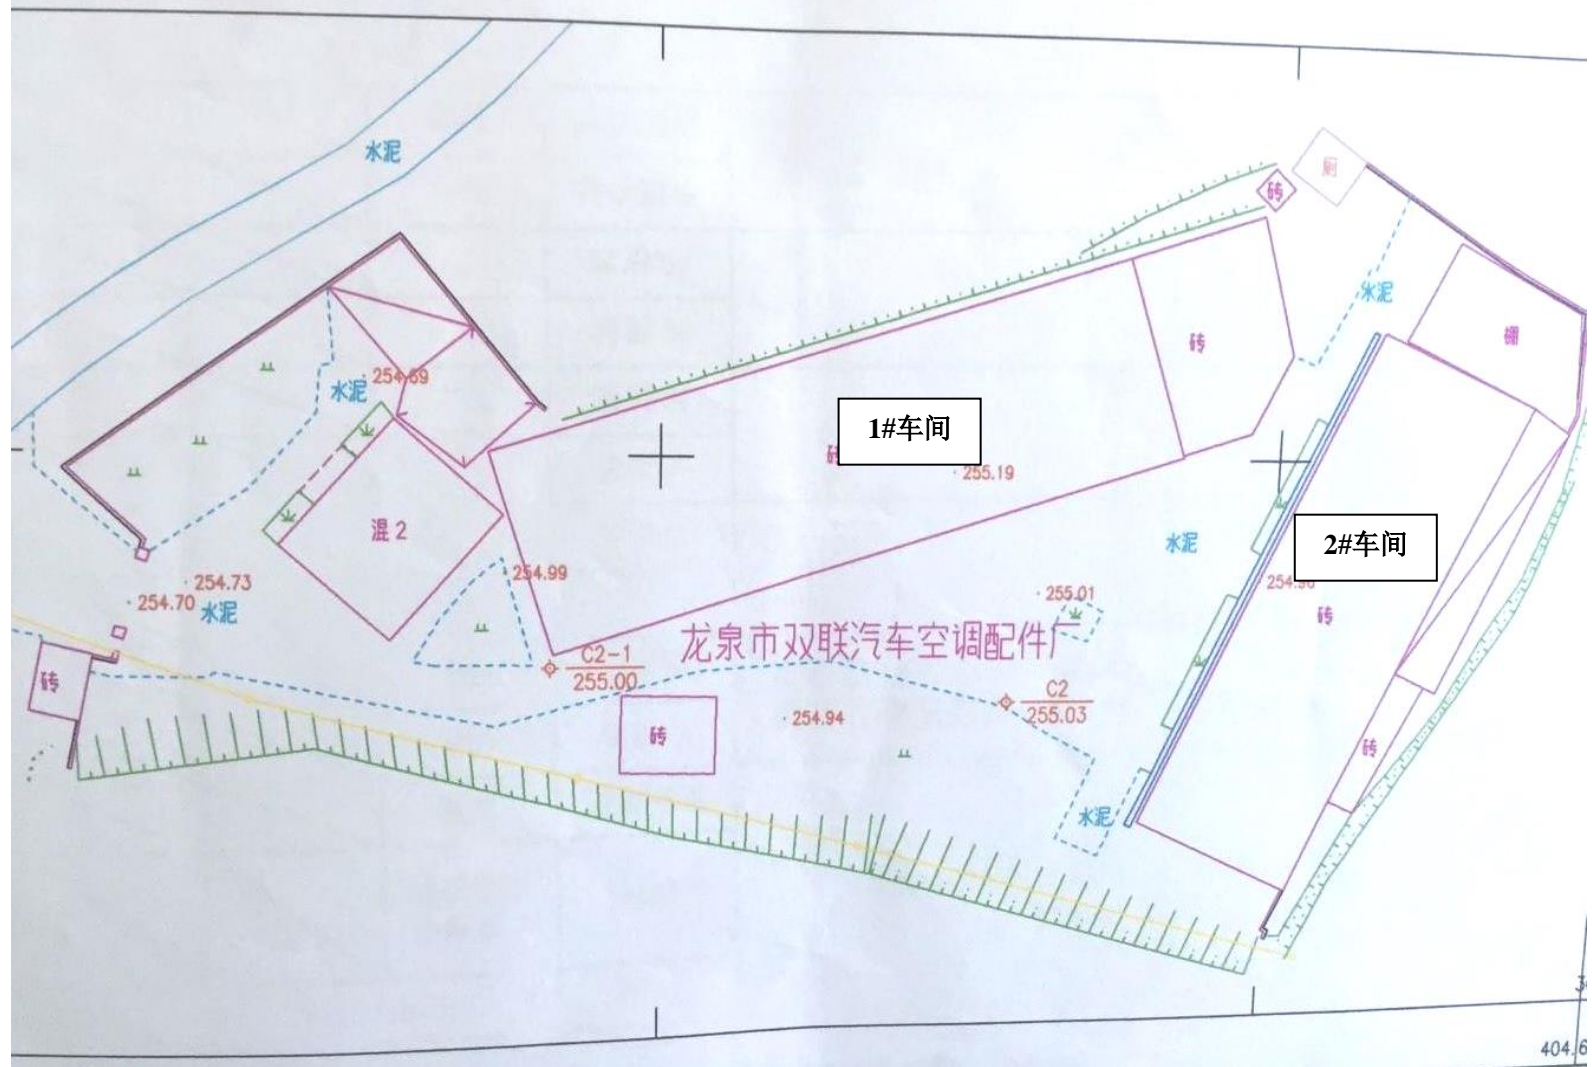 水泥
厕
砖
水泥
棚
砖
254.69
水泥
1#车间
255.19
混2
水泥
2#车间
254.99
254.73
254.70
水泥
255.01
砖
龙泉市双联汽车空调配件厂
C2-1
255.00
砖
C2
255.03
254.94
砖
砖
水泥
404.6